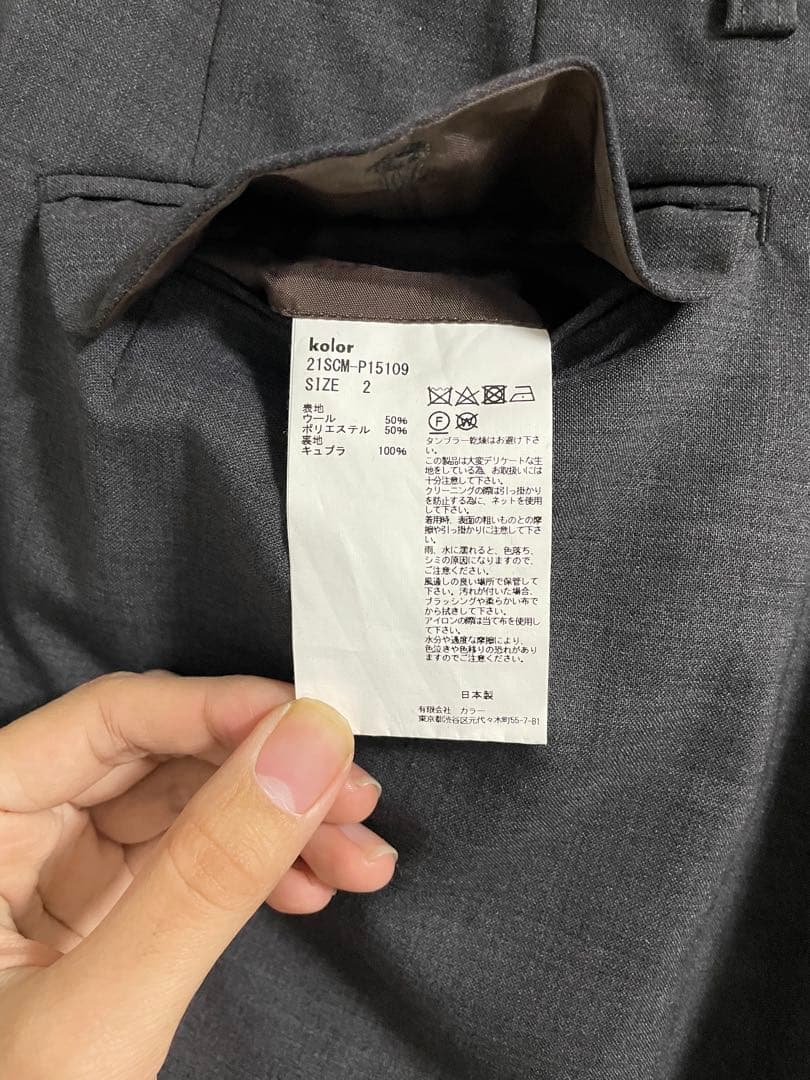 kolor
21SCM-P15109
SIZE 2
表地
ウール 50%
ポリエステル 50%
裏地
キュプラ 100%
F
W
タンブラー乾燥はお避け下さ
い。
この製品は大変デリケートな生
地をしている為、お取扱いには
十分注意して下さい。
クリーニングの際は引っ掛かり
を防止する為に、ネットを使用
して下さい。
着用時、表面の粗いものとの摩
擦や引っ掛かりに注意して下さ
い。
雨、水に濡れると、色落ち、
シミの原因になりますので、
ご注意ください。
風通しの良い場所で保管して
下さい。汚れが付いた場合、
ブラッシングや柔らかい布で
から拭きして下さい。
アイロンの際は当て布を使用し
て下さい。
水分や過度な摩擦により、
色泣きや色移りの恐れがあり
ますのでご注意ください。
日本製
有限会社 カラー
東京都渋谷区元代々木町55-7-B1